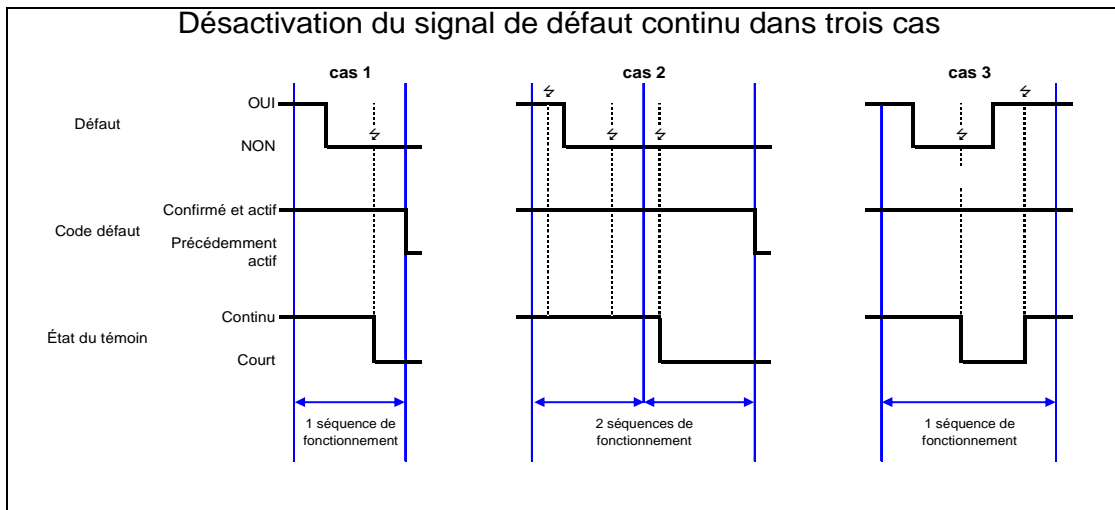 Désactivation du signal de défaut continu dans trois cas
cas 1
cas 2
cas 3
Défaut
OUI
NON
Code défaut
Confirmé et actif
Précédemment
actif
État du témoin
Continu
Court
1 séquence de
fonctionnement
2 séquences de
fonctionnement
1 séquence de
fonctionnement